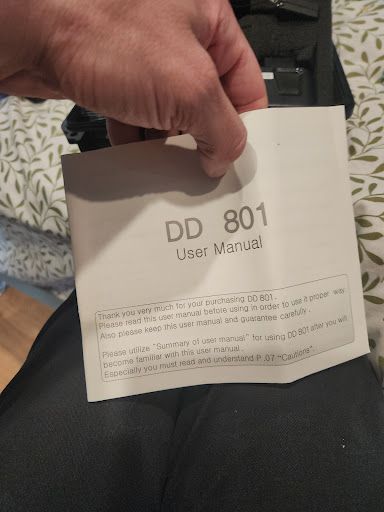 DD 801
User Manual
Thank you very much for your purchasing DD 801 .
Please read this user manual before using in order to use it proper way
Also please keep this user manual and guarantee carefully .
Please utilize "Summary of user manual" for using DD 801 after you will
become familiar with this user manual .
Especially you must read and understand P .07 "Cautions" .